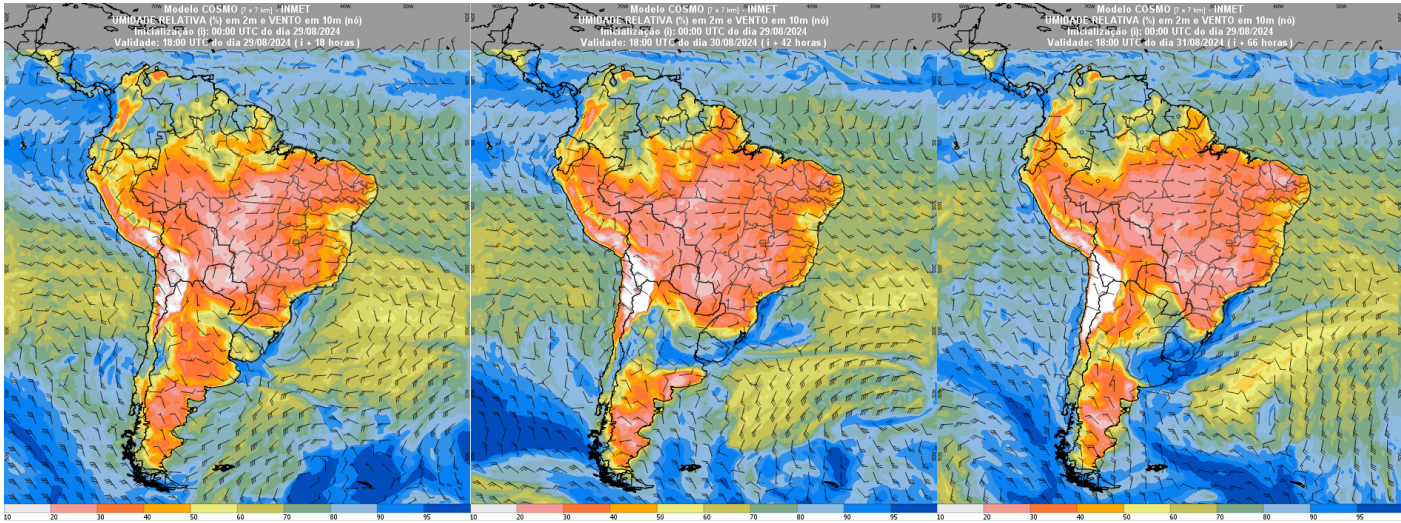 Modelo COSMO [7 x 7 km] - INMET
UMIDADE RELATIVA (%) em 2m e VENTO em 10m (nó)
Inicialização (i): 00:00 UTC do dia 29/08/2024
Validade: 18:00 UTC do dia 29/08/2024 ( i + 18 horas )
Modelo COSMO [7 x 7 km] - INMET
UMIDADE RELATIVA (%) em 2m e VENTO em 10m (nó)
Inicialização (i): 00:00 UTC do dia 29/08/2024
Validade: 18:00 UTC do dia 30/08/2024 ( i + 42 horas )
Modelo COSMO [7 x 7 km] - INMET
UMIDADE RELATIVA (%) em 2m e VENTO em 10m (nó)
Inicialização (i): 00:00 UTC do dia 29/08/2024
Validade: 18:00 UTC do dia 31/08/2024 ( i + 66 horas )
10 20 30 40 50 60 70 80 90 95
10 20 30 40 50 60 70 80 90 95
10 20 30 40 50 60 70 80 90 95